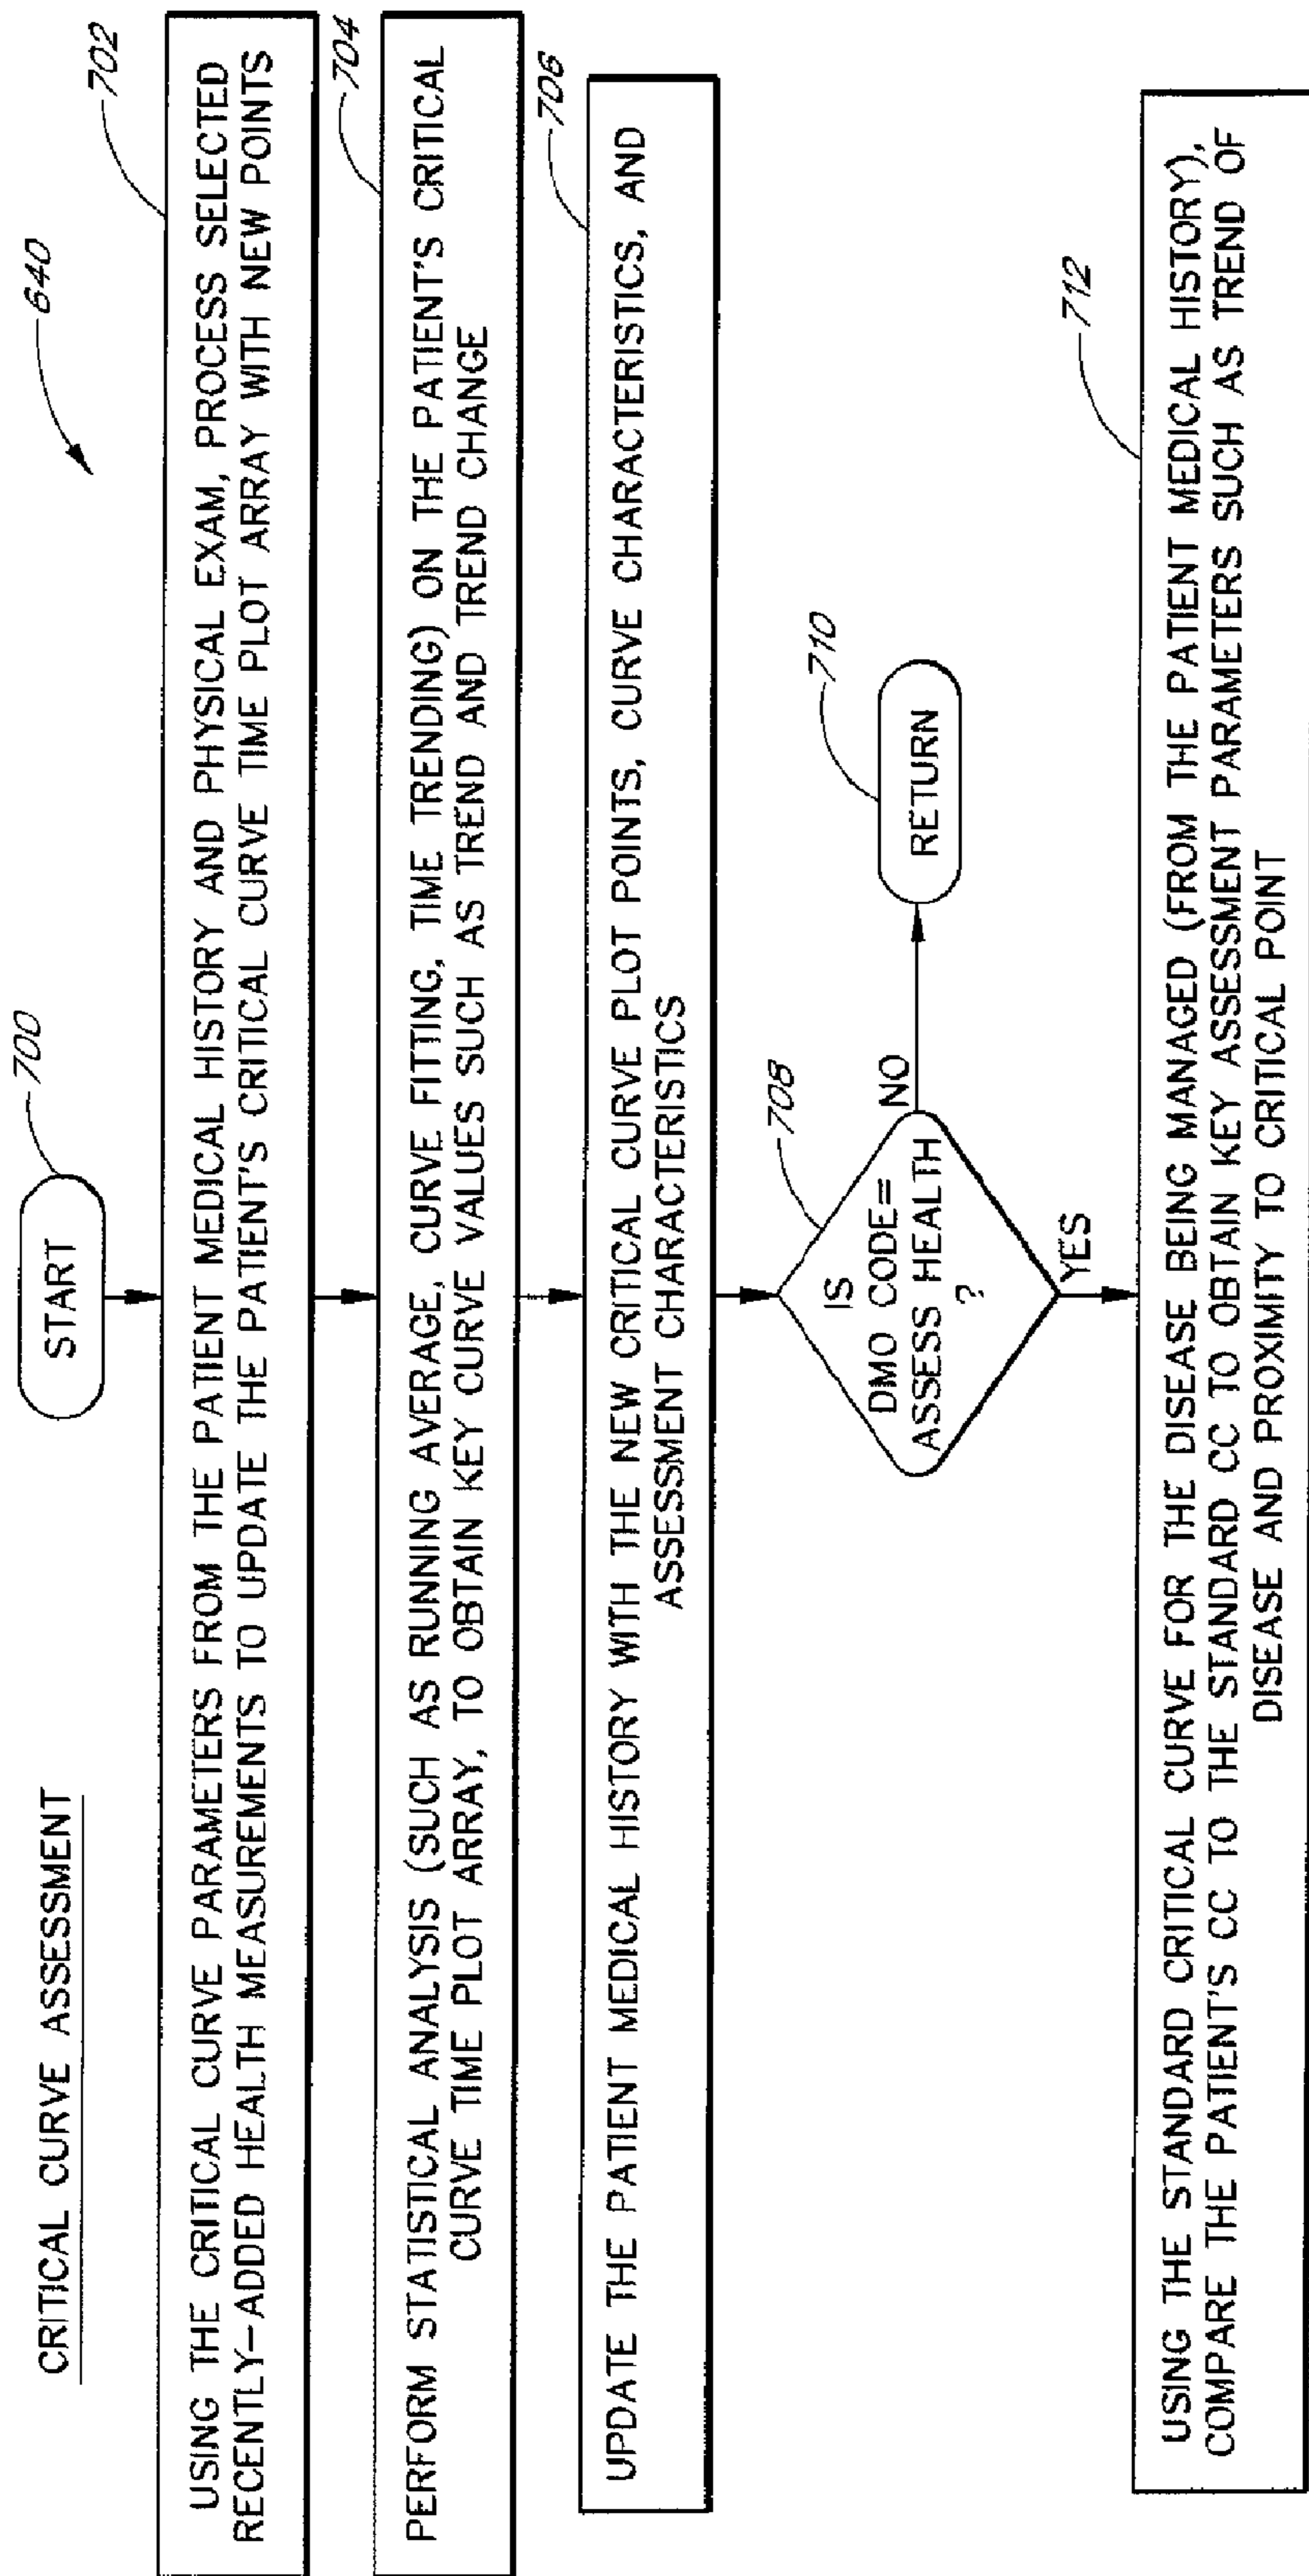 CRITICAL CURVE ASSESSMENT
640
700
START
702
USING THE CRITICAL CURVE PARAMETERS FROM THE PATIENT MEDICAL HISTORY AND PHYSICAL EXAM, PROCESS SELECTED
RECENTLY-ADDED HEALTH MEASUREMENTS TO UPDATE THE PATIENT'S CRITICAL CURVE TIME PLOT ARRAY WITH NEW POINTS
704
PERFORM STATISTICAL ANALYSIS (SUCH AS RUNNING AVERAGE, CURVE FITTING, TIME TRENDING) ON THE PATIENT'S CRITICAL
CURVE TIME PLOT ARRAY, TO OBTAIN KEY CURVE VALUES SUCH AS TREND AND TREND CHANGE
706
UPDATE THE PATIENT MEDICAL HISTORY WITH THE NEW CRITICAL CURVE PLOT POINTS, CURVE CHARACTERISTICS, AND
ASSESSMENT CHARACTERISTICS
708
IS
DMO CODE=
ASSESS HEALTH
?
NO
710
RETURN
YES
712
USING THE STANDARD CRITICAL CURVE FOR THE DISEASE BEING MANAGED (FROM THE PATIENT MEDICAL HISTORY),
COMPARE THE PATIENT'S CC TO THE STANDARD CC TO OBTAIN KEY ASSESSMENT PARAMETERS SUCH AS TREND OF
DISEASE AND PROXIMITY TO CRITICAL POINT